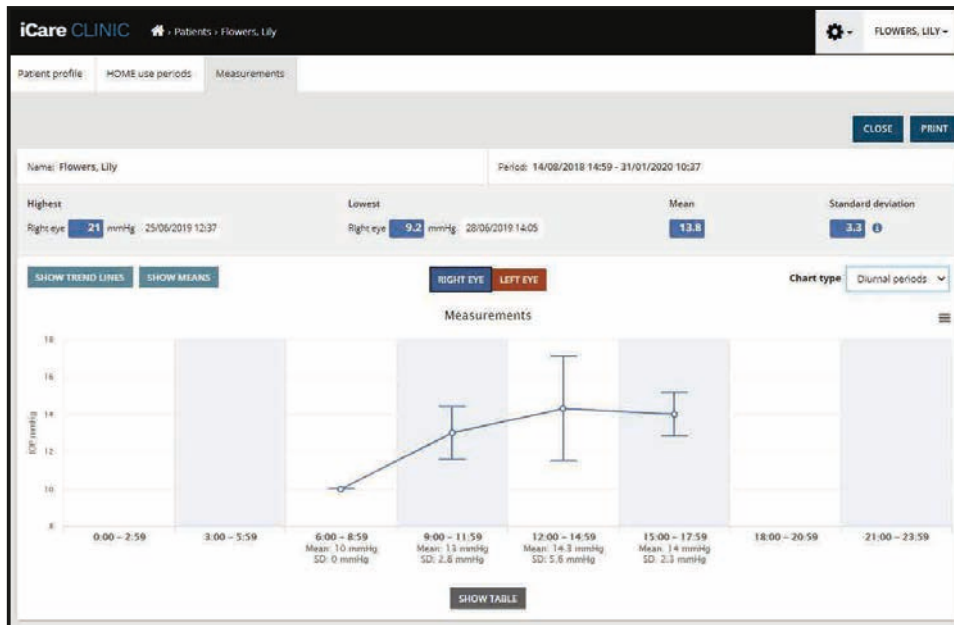 iCare CLINIC › Patients › Flowers, Lily FLOWERS, LILY
Patient profile HOME use periods Measurements
CLOSE PRINT
Name: Flowers, Lily Period: 14/08/2018 14:59 - 31/01/2020 10:37
Highest Lowest Mean Standard deviation
Right eye 21 mmHg 25/06/2019 12:37 Right eye 9.2 mmHg 28/06/2019 14:05 13.8 3.3
SHOW TREND LINES SHOW MEANS RIGHT EYE LEFT EYE Chart type Diurnal periods
Measurements
18
16
14
12
10
8
IOP mmHg
0:00 – 2:59 3:00 – 5:59 6:00 – 8:59 9:00 – 11:59 12:00 – 14:59 15:00 – 17:59 18:00 – 20:59 21:00 – 23:59
Mean: 10 mmHg Mean: 13 mmHg Mean: 14.3 mmHg Mean: 14 mmHg
SD: 0 mmHg SD: 2.8 mmHg SD: 5.6 mmHg SD: 2.3 mmHg
SHOW TABLE